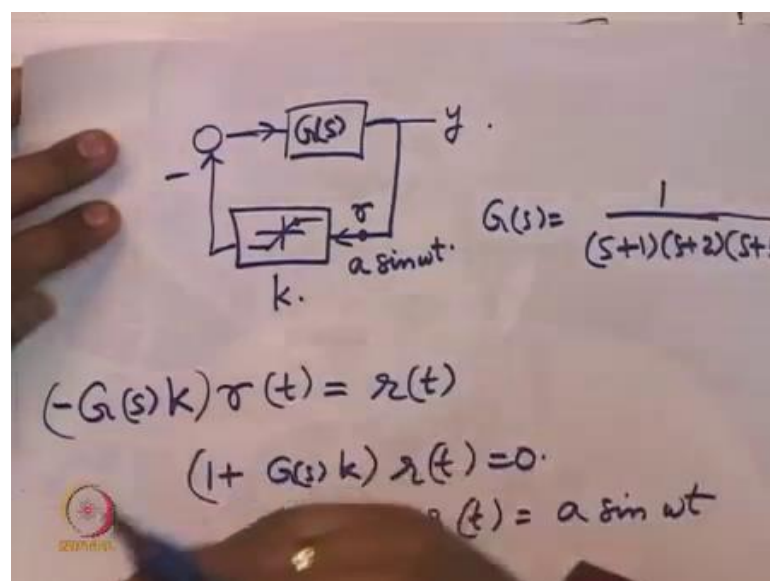 G(s) y.
-
r
a sin ωt.
k.
G(s) = 1 / (s+1)(s+2)(s+
(-G(s)k) r(t) = r(t)
(1+ G(s) k) r(t) = 0.
(t) = a sin ωt